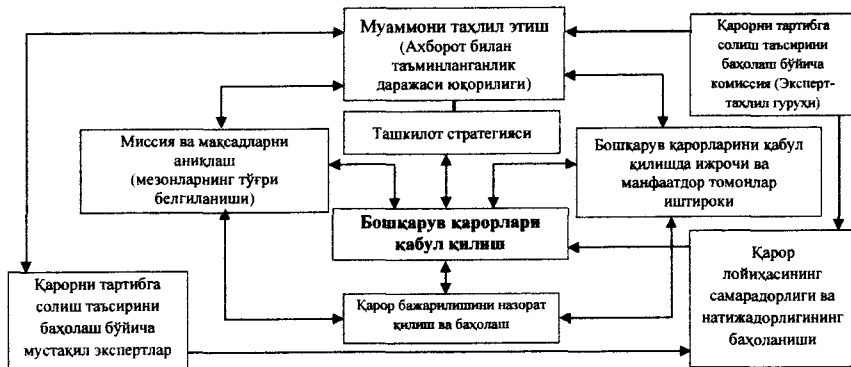 Муаммони таҳлил этиш
(Ахборот билан
таъминланганлик
даражаси юқорилиги)
Қарорни тартибга
солиш таъсирини
баҳолаш бўйича
комиссия (Эксперт-
таҳлил гуруҳи)
Ташкилот стратегияси
Миссия ва мақсадларни
аниқлаш
(мезонларнинг тўғри
белгиланиши)
Бошқарув қарорларини қабул
қилишда ижрочи ва
манфаатдор томонлар
иштироки
Бошқарув қарорлари
қабул қилиш
Қарорни тартибга
солиш таъсирини
баҳолаш бўйича
мустақил экспертлар
Қарор бажарилишини назорат
қилиш ва баҳолаш
Қарор
лойиҳасининг
самарадорлиги ва
натижадорлигининг
баҳоланиши